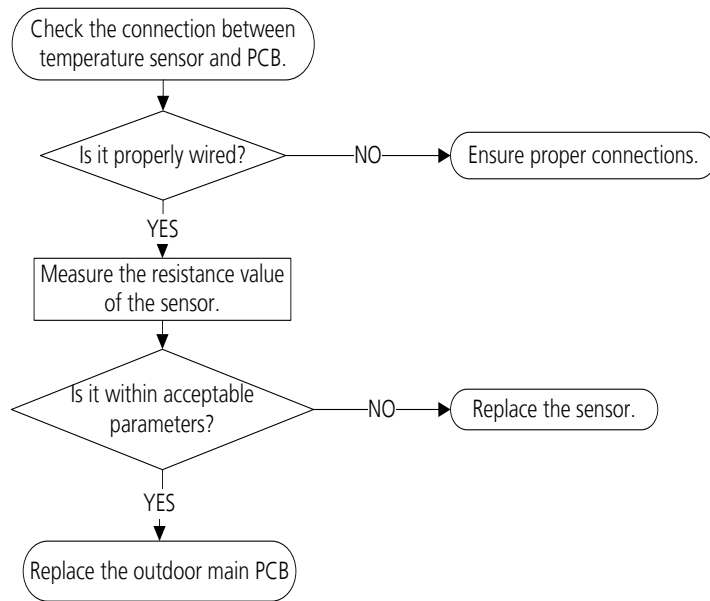 Check the connection between
temperature sensor and PCB.
Is it properly wired?
NO
Ensure proper connections.
YES
Measure the resistance value
of the sensor.
Is it within acceptable
parameters?
NO
Replace the sensor.
YES
Replace the outdoor main PCB